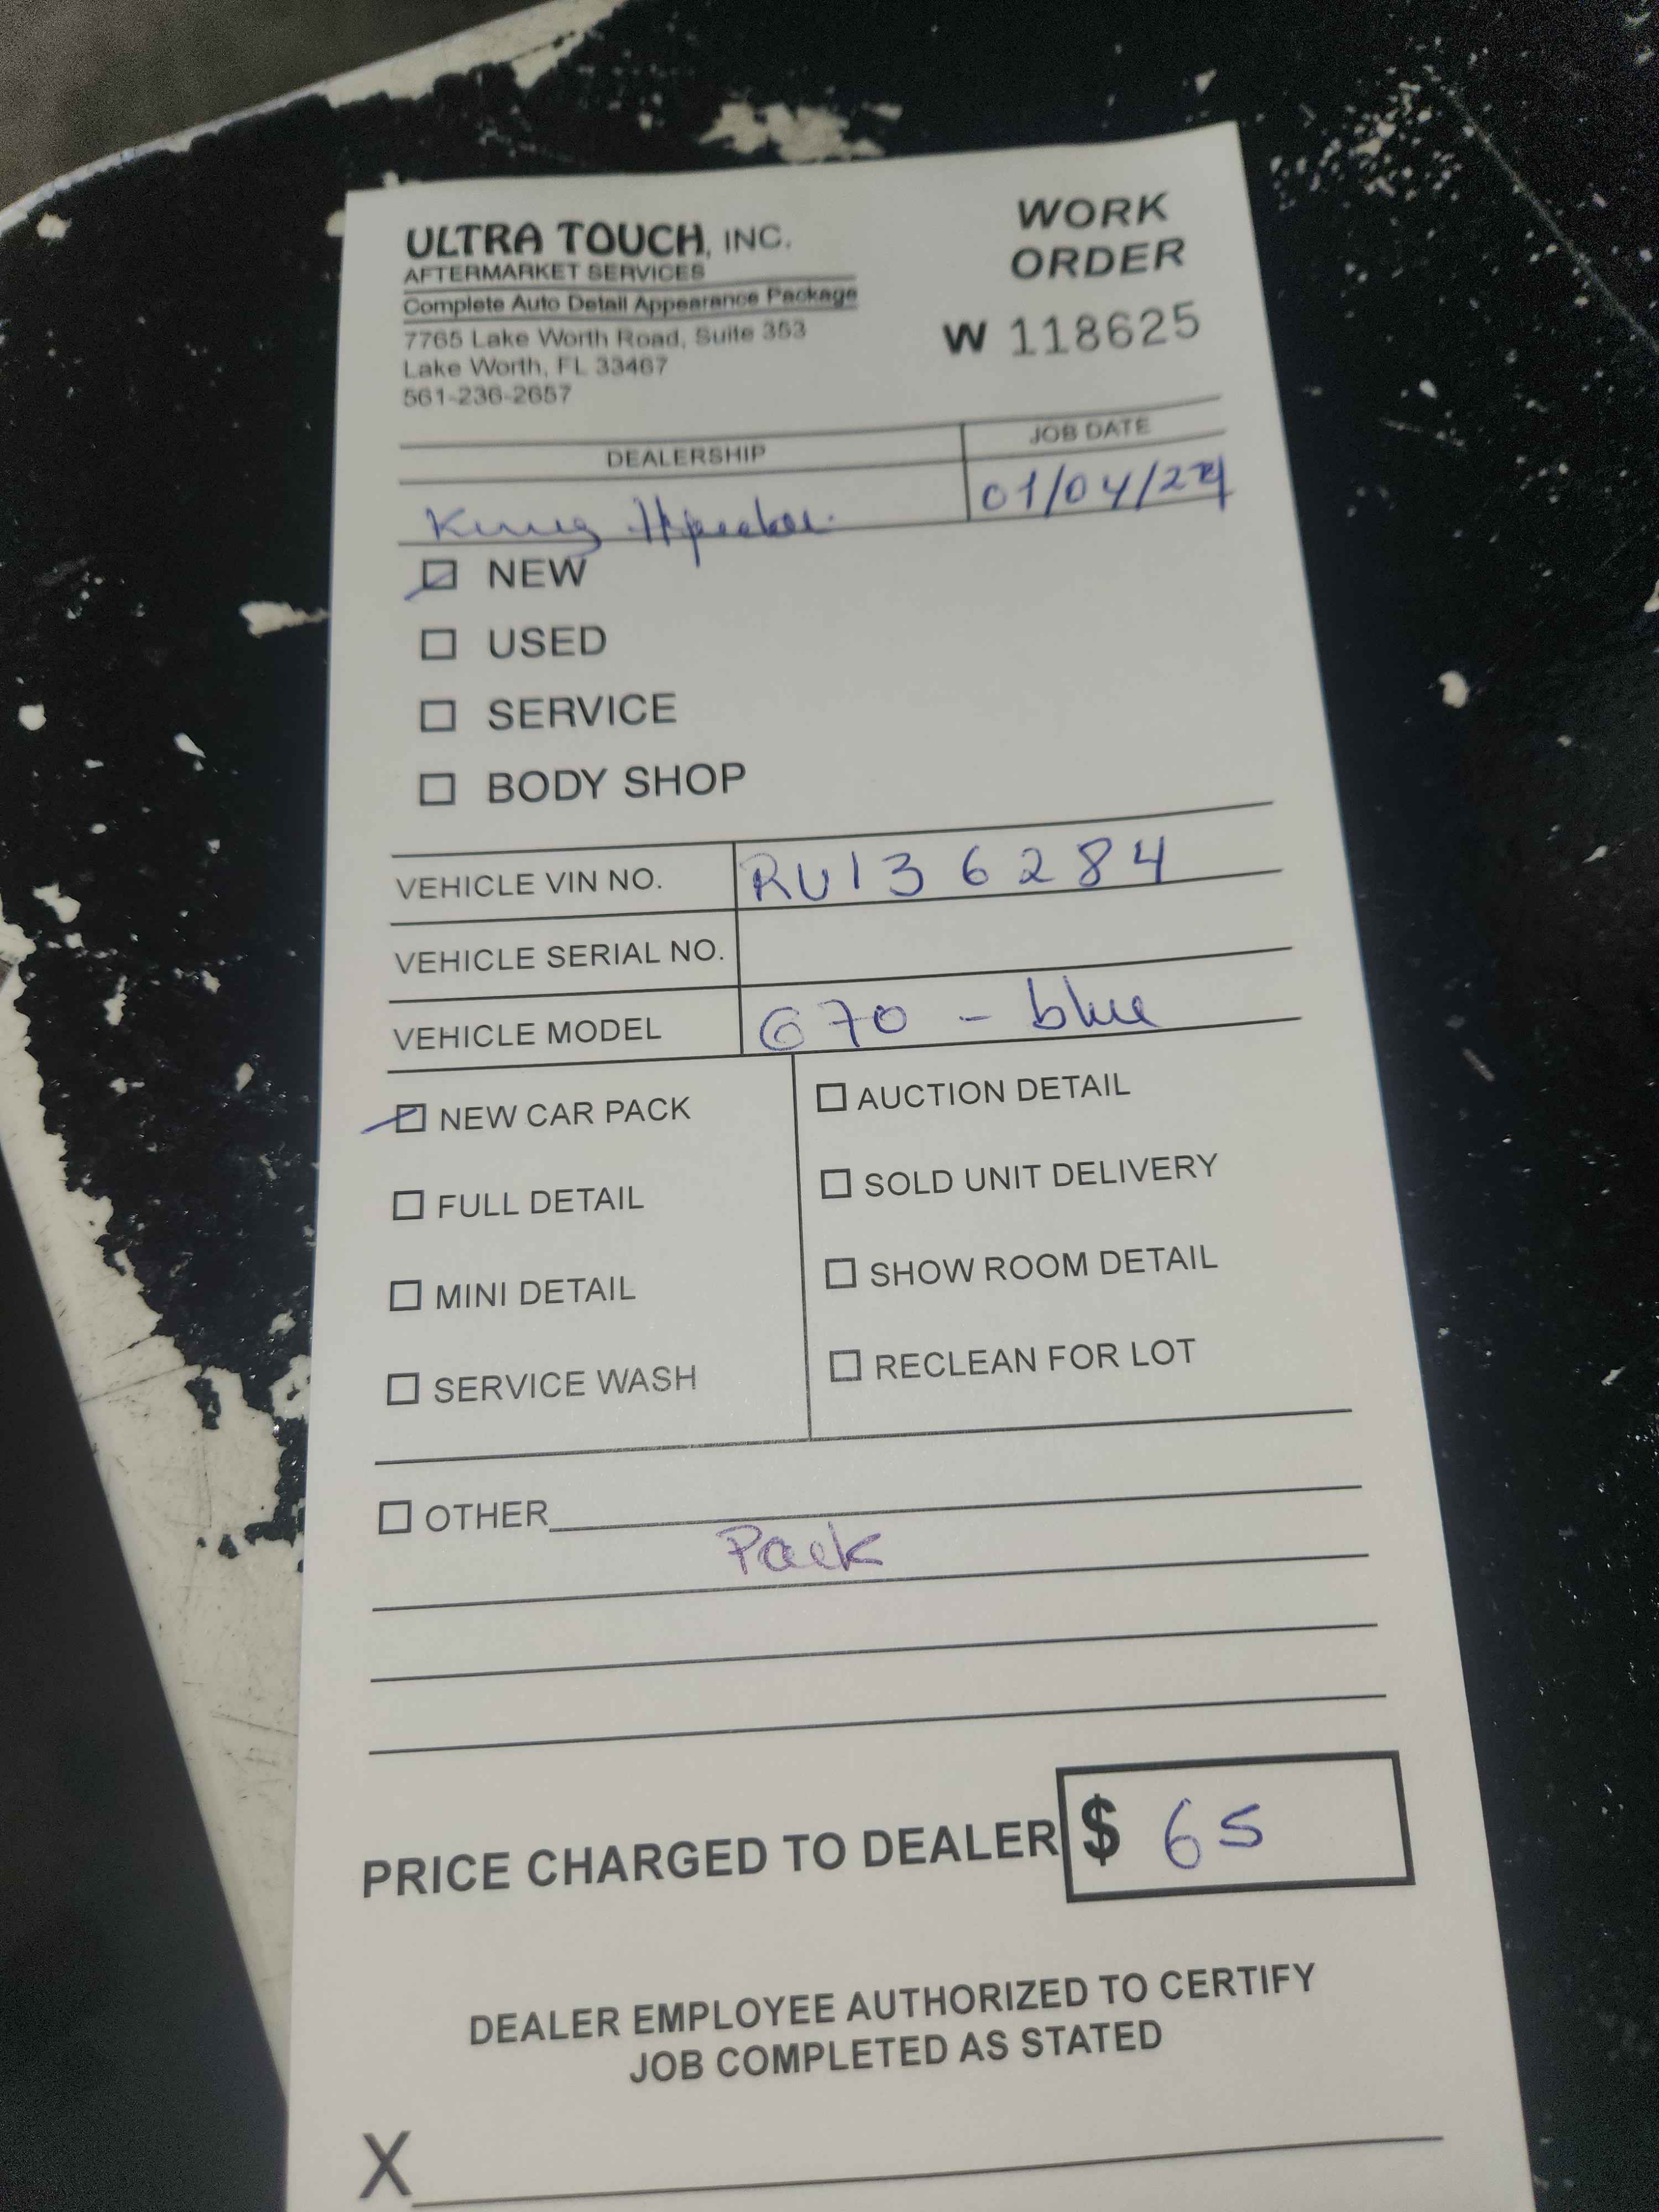 ULTRA TOUCH, INC.
AFTERMARKET SERVICES
Complete Auto Detail Appearance Package
7765 Lake Worth Road, Suite 353
Lake Worth, FL 33467
561-236-2657
WORK
ORDER
W 118625
DEALERSHIP
JOB DATE
King
01/04/24
NEW
USED
SERVICE
BODY SHOP
VEHICLE VIN NO. RU136284
VEHICLE SERIAL NO.
VEHICLE MODEL G70 - blue
NEW CAR PACK
AUCTION DETAIL
FULL DETAIL
SOLD UNIT DELIVERY
MINI DETAIL
SHOW ROOM DETAIL
SERVICE WASH
RECLEAN FOR LOT
OTHER
Pack
PRICE CHARGED TO DEALER $ 65
DEALER EMPLOYEE AUTHORIZED TO CERTIFY
JOB COMPLETED AS STATED
X